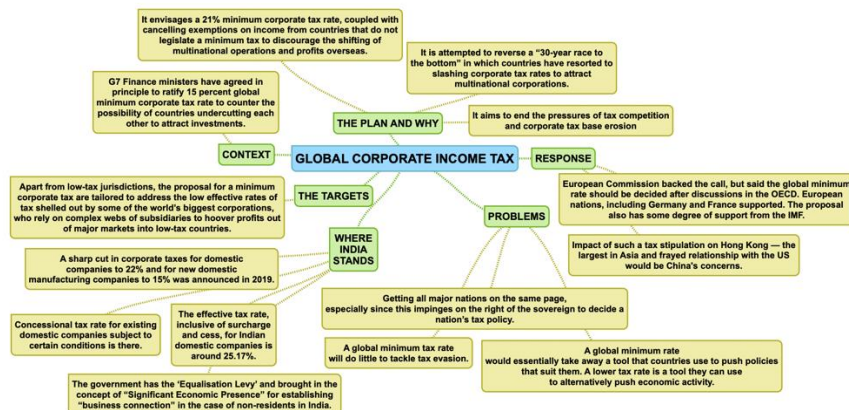 It envisages a 21% minimum corporate tax rate, coupled with
cancelling exemptions on income from countries that do not
legislate a minimum tax to discourage the shifting of
multinational operations and profits overseas.
It is attempted to reverse a “30-year race to
the bottom” in which countries have resorted to
slashing corporate tax rates to attract
multinational corporations.
G7 Finance ministers have agreed in
principle to ratify 15 percent global
minimum corporate tax rate to counter the
possibility of countries undercutting each
other to attract investments.
THE PLAN AND WHY
It aims to end the pressures of tax competition
and corporate tax base erosion
CONTEXT
GLOBAL CORPORATE INCOME TAX
RESPONSE
European Commission backed the call, but said the global minimum
rate should be decided after discussions in the OECD. European
nations, including Germany and France supported. The proposal
also has some degree of support from the IMF.
Apart from low-tax jurisdictions, the proposal for a minimum
corporate tax are tailored to address the low effective rates of
tax shelled out by some of the world’s biggest corporations,
who rely on complex webs of subsidiaries to hoover profits out
of major markets into low-tax countries.
THE TARGETS
PROBLEMS
Impact of such a tax stipulation on Hong Kong — the
largest in Asia and frayed relationship with the US
would be China's concerns.
WHERE
INDIA
STANDS
A sharp cut in corporate taxes for domestic
companies to 22% and for new domestic
manufacturing companies to 15% was announced in 2019.
Getting all major nations on the same page,
especially since this impinges on the right of the sovereign to decide a
nation’s tax policy.
Concessional tax rate for existing
domestic companies subject to
certain conditions is there.
The effective tax rate,
inclusive of surcharge
and cess, for Indian
domestic companies is
around 25.17%.
A global minimum tax rate
will do little to tackle tax evasion.
A global minimum rate
would essentially take away a tool that countries use to push policies
that suit them. A lower tax rate is a tool they can use
to alternatively push economic activity.
The government has the ‘Equalisation Levy’ and brought in the
concept of “Significant Economic Presence” for establishing
“business connection” in the case of non-residents in India.